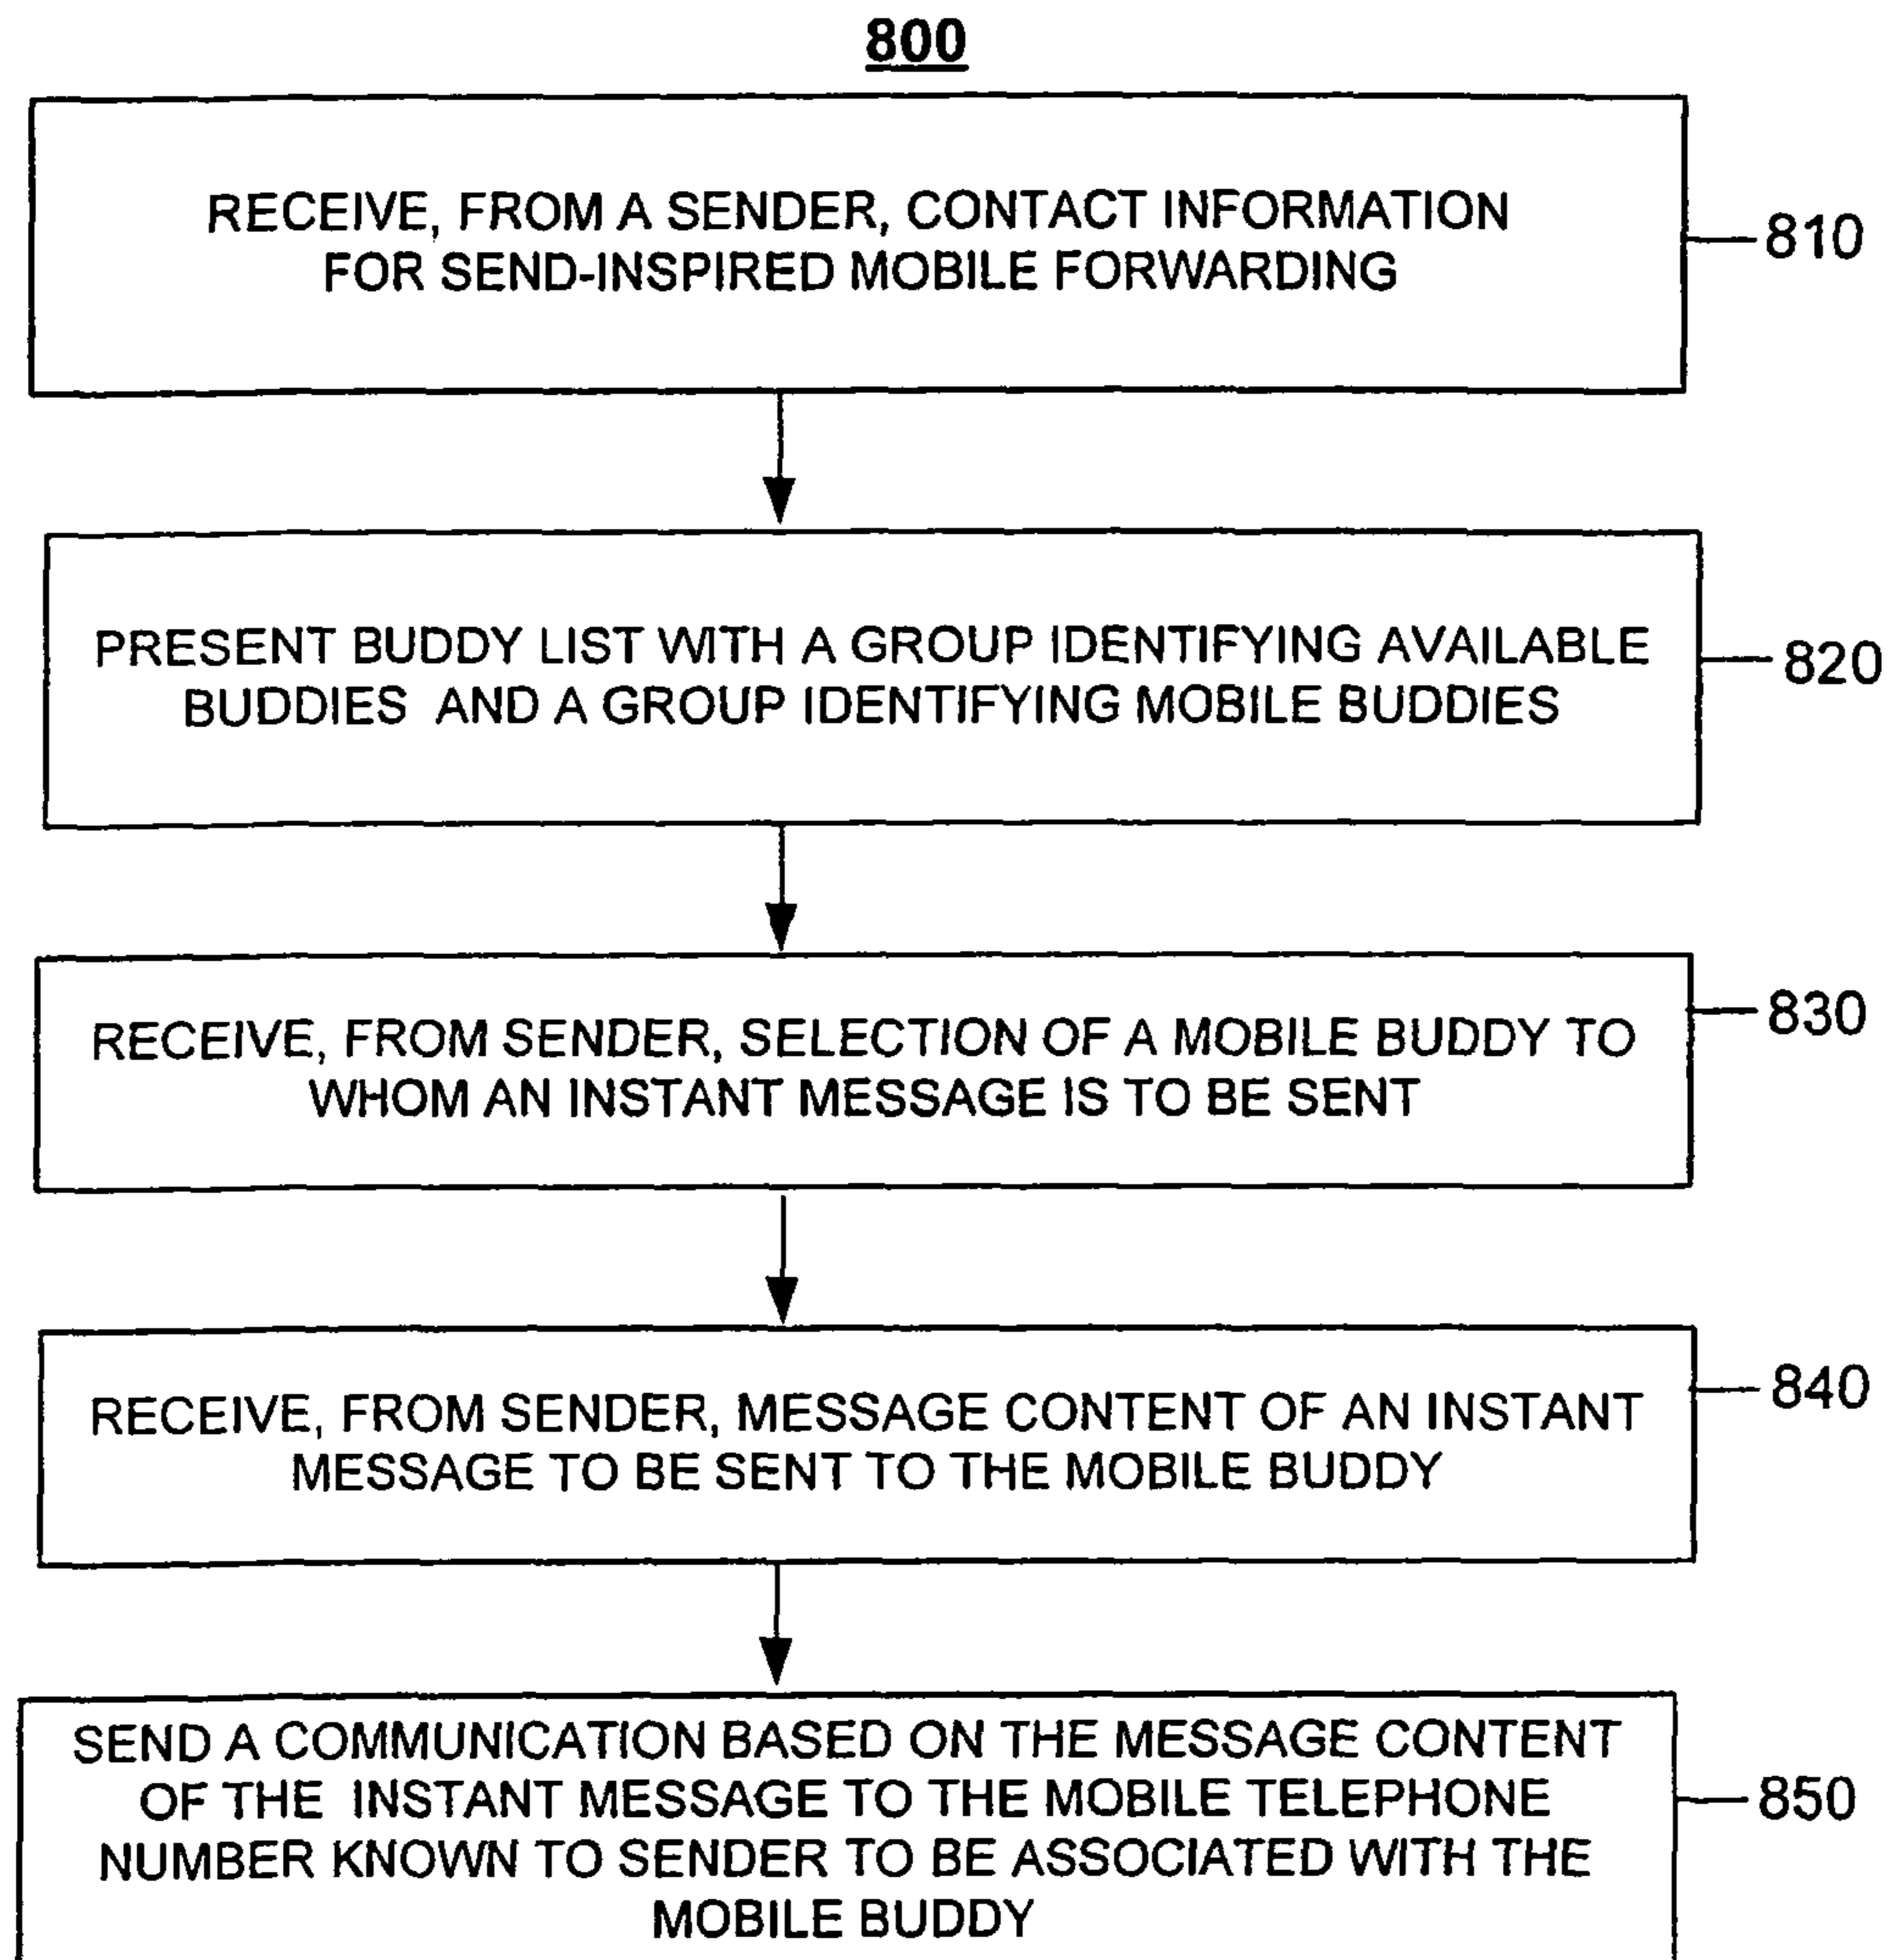 800
RECEIVE, FROM A SENDER, CONTACT INFORMATION
FOR SEND-INSPIRED MOBILE FORWARDING
810
PRESENT BUDDY LIST WITH A GROUP IDENTIFYING AVAILABLE
BUDDIES AND A GROUP IDENTIFYING MOBILE BUDDIES
820
RECEIVE, FROM SENDER, SELECTION OF A MOBILE BUDDY TO
WHOM AN INSTANT MESSAGE IS TO BE SENT
830
RECEIVE, FROM SENDER, MESSAGE CONTENT OF AN INSTANT
MESSAGE TO BE SENT TO THE MOBILE BUDDY
840
SEND A COMMUNICATION BASED ON THE MESSAGE CONTENT
OF THE INSTANT MESSAGE TO THE MOBILE TELEPHONE
NUMBER KNOWN TO SENDER TO BE ASSOCIATED WITH THE
MOBILE BUDDY
850